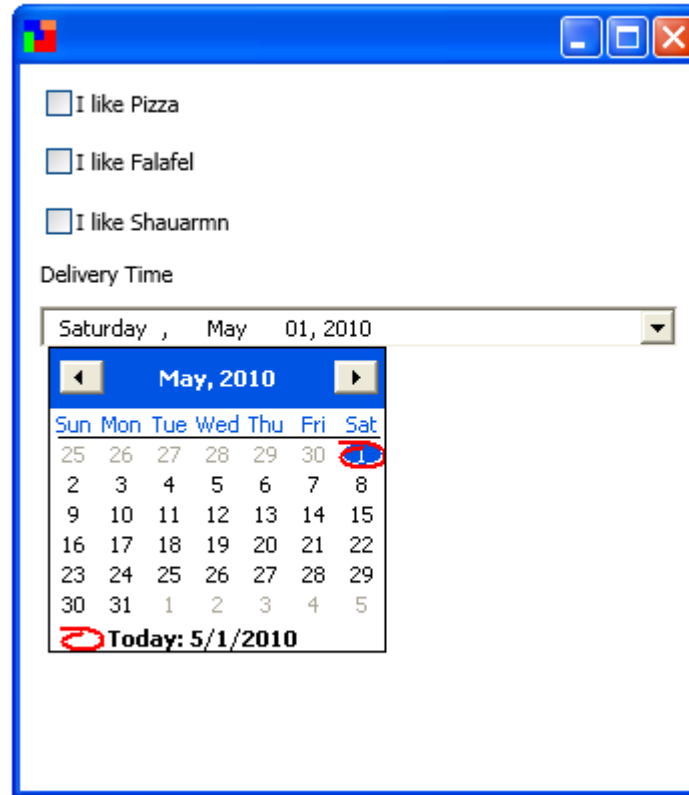 I like Pizza
I like Falafel
I like Shauarmn
Delivery Time
Saturday , May 01, 2010
May, 2010
Sun Mon Tue Wed Thu Fri Sat
25 26 27 28 29 30 1
2 3 4 5 6 7 8
9 10 11 12 13 14 15
16 17 18 19 20 21 22
23 24 25 26 27 28 29
30 31 1 2 3 4 5
Today: 5/1/2010